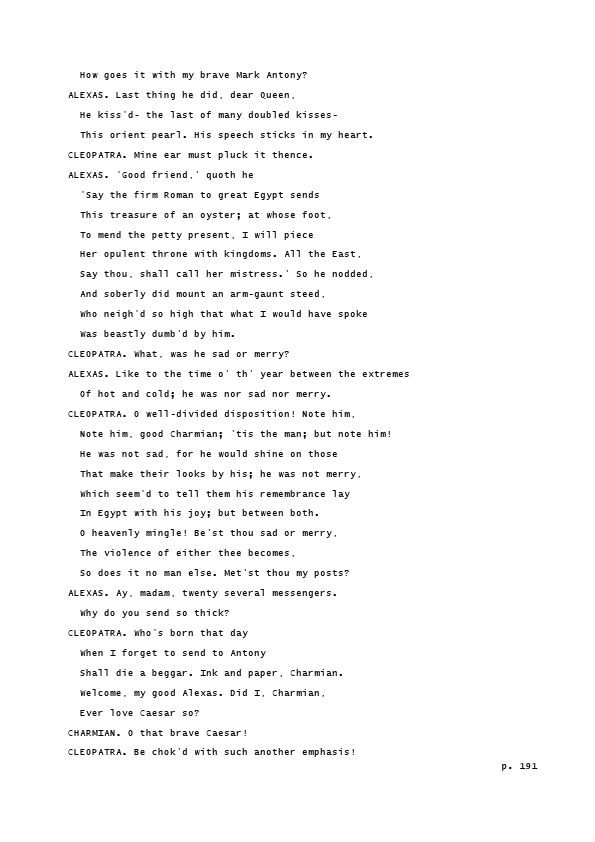 How goes it with my brave Mark Antony?
ALEXAS. Last thing he did, dear Queen,
He kiss'd- the last of many doubled kisses-
This orient pearl. His speech sticks in my heart.
CLEOPATRA. Mine ear must pluck it thence.
ALEXAS. 'Good friend,' quoth he
'Say the firm Roman to great Egypt sends
This treasure of an oyster; at whose foot,
To mend the petty present, I will piece
Her opulent throne with kingdoms. All the East,
Say thou, shall call her mistress.' So he nodded,
And soberly did mount an arm-gaunt steed,
Who neigh'd so high that what I would have spoke
Was beastly dumb'd by him.
CLEOPATRA. What, was he sad or merry?
ALEXAS. Like to the time o' th' year between the extremes
Of hot and cold; he was nor sad nor merry.
CLEOPATRA. O well-divided disposition! Note him,
Note him, good Charmian; 'tis the man; but note him!
He was not sad, for he would shine on those
That make their looks by his; he was not merry,
Which seem'd to tell them his remembrance lay
In Egypt with his joy; but between both.
O heavenly mingle! Be'st thou sad or merry,
The violence of either thee becomes,
So does it no man else. Met'st thou my posts?
ALEXAS. Ay, madam, twenty several messengers.
Why do you send so thick?
CLEOPATRA. Who's born that day
When I forget to send to Antony
Shall die a beggar. Ink and paper, Charmian.
Welcome, my good Alexas. Did I, Charmian,
Ever love Caesar so?
CHARMIAN. O that brave Caesar!
CLEOPATRA. Be chok'd with such another emphasis!
p. 191